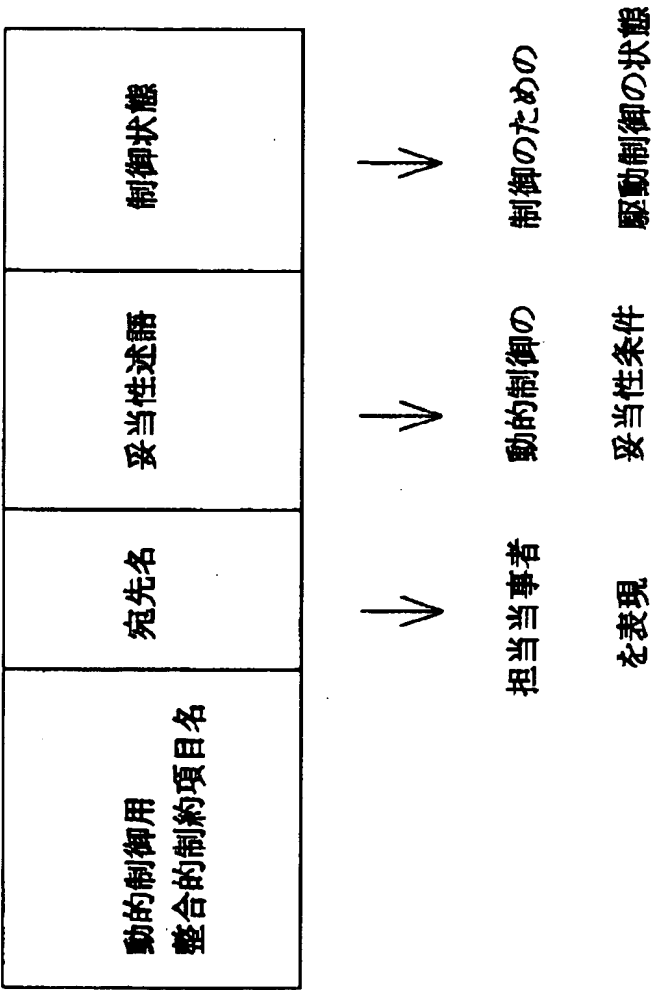 動的制御用
整合的制約項目名
宛先名
妥当性述語
制御状態
担当当事者
を表現
動的制御の
妥当性条件
制御のための
駆動制御の状態